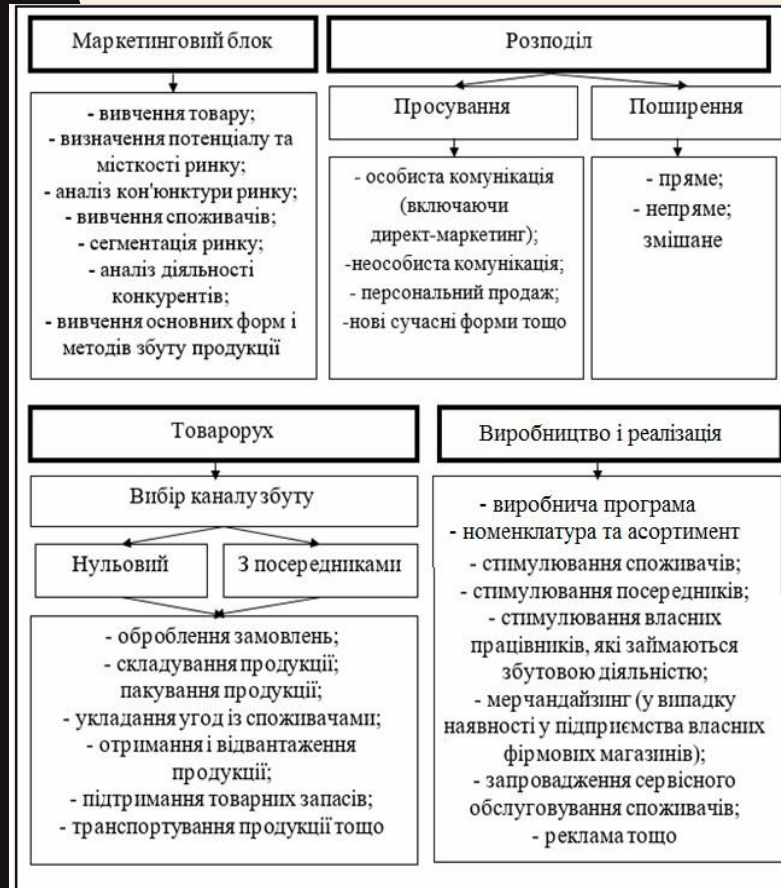 Маркетинговий блок
- вивчення товару;
- визначення потенціалу та
місткості ринку;
- аналіз кон'юнктури ринку;
- вивчення споживачів;
- сегментація ринку;
- аналіз діяльності
конкурентів;
- вивчення основних форм і
методів збуту продукції
Розподіл
Просування
- особиста комунікація
(включаючи
директ-маркетинг);
-неособиста комунікація;
- персональний продаж;
-нові сучасні форми тощо
Поширення
- пряме;
- непряме;
змішане
Товарорух
Вибір каналу збуту
Нульовий
З посередниками
- оброблення замовлень;
- складування продукції;
пакування продукції;
- укладання угод із споживачами;
- отримання і відвантаження
продукції;
- підтримання товарних запасів;
- транспортування продукції тощо
Виробництво і реалізація
- виробнича програма
- номенклатура та асортимент
- стимулювання споживачів;
- стимулювання посередників;
- стимулювання власних
працівників, які займаються
збутовою діяльністю;
- мерчандайзинг (у випадку
наявності у підприємства власних
фірмових магазинів);
- запровадження сервісного
обслуговування споживачів;
- реклама тощо